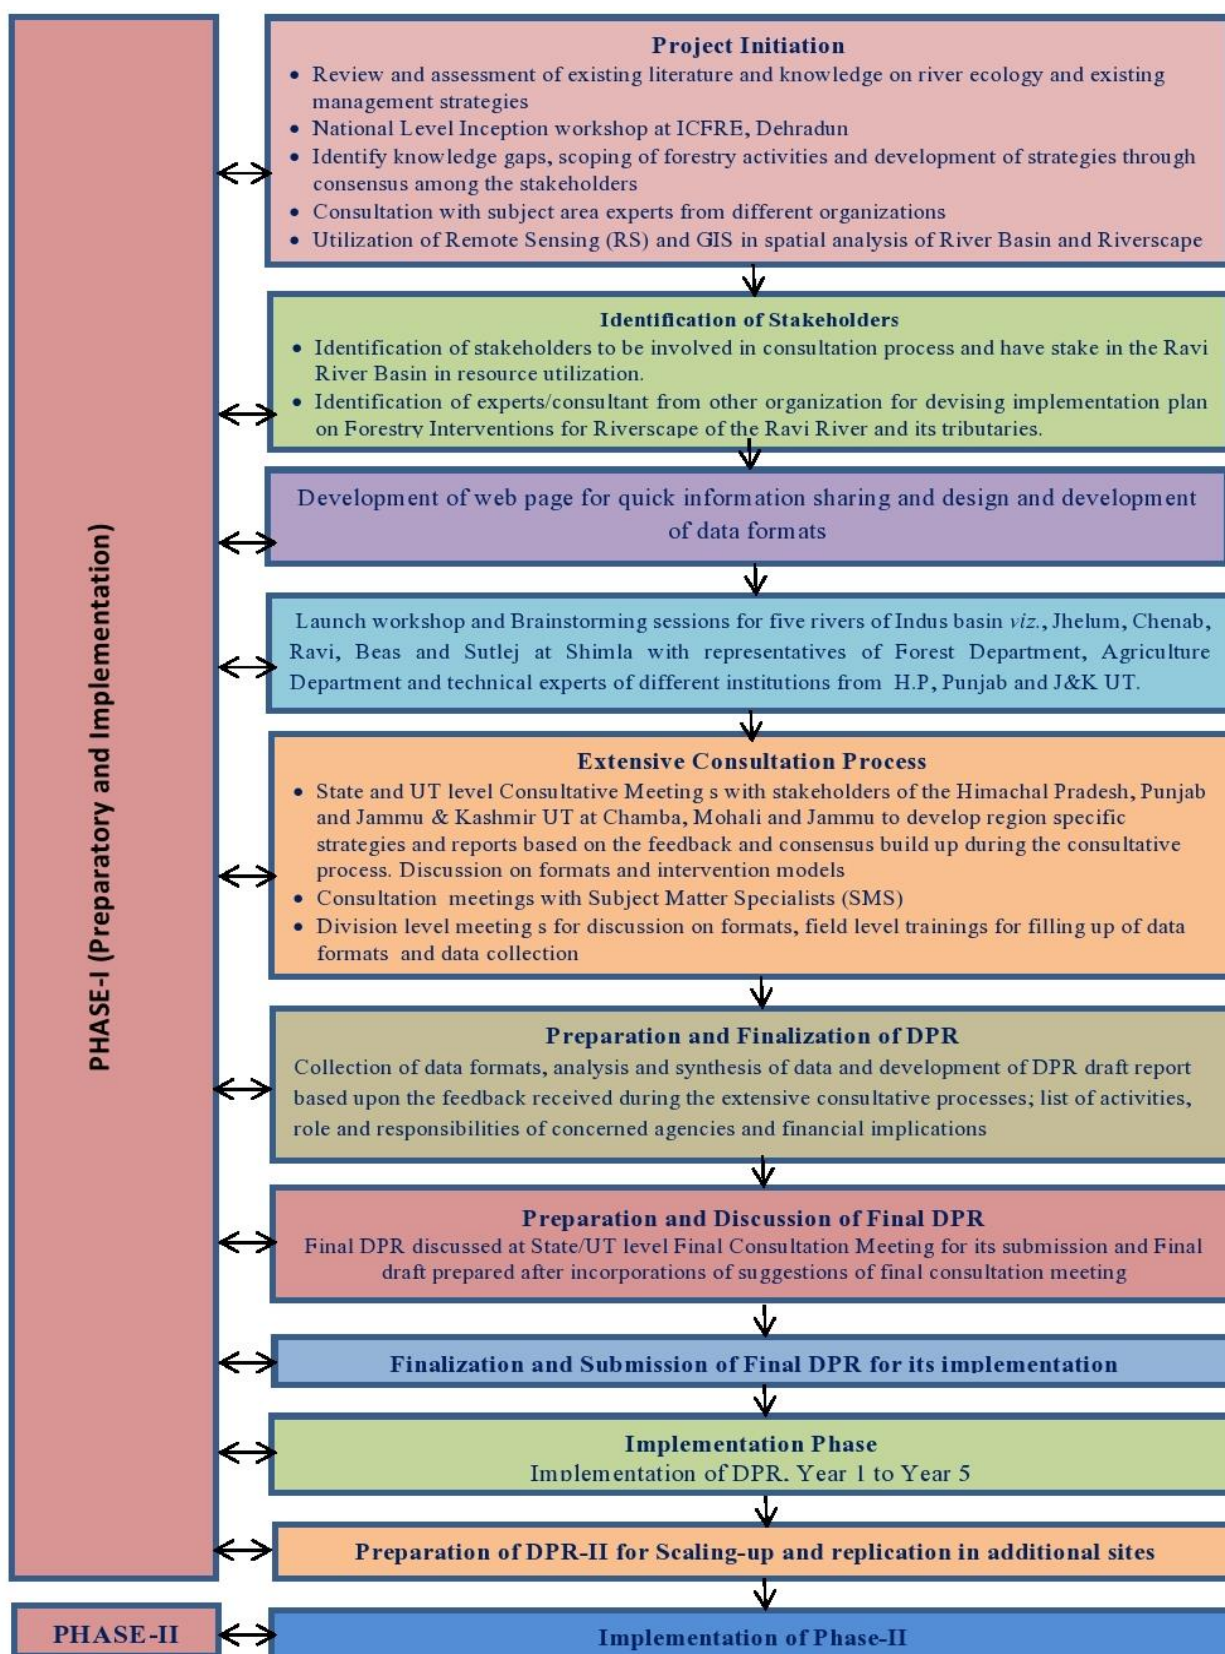 PHASE-I (Preparatory and Implementation)
Project Initiation
• Review and assessment of existing literature and knowledge on river ecology and existing
management strategies
• National Level Inception workshop at ICFRE, Dehradun
• Identify knowledge gaps, scoping of forestry activities and development of strategies through
consensus among the stakeholders
• Consultation with subject area experts from different organizations
• Utilization of Remote Sensing (RS) and GIS in spatial analysis of River Basin and Riverscape
Identification of Stakeholders
• Identification of stakeholders to be involved in consultation process and have stake in the Ravi
River Basin in resource utilization.
• Identification of experts/consultant from other organization for devising implementation plan
on Forestry Interventions for Riverscape of the Ravi River and its tributaries.
Development of web page for quick information sharing and design and development
of data formats
Launch workshop and Brainstorming sessions for five rivers of Indus basin viz., Jhelum, Chenab,
Ravi, Beas and Sutlej at Shimla with representatives of Forest Department, Agriculture
Department and technical experts of different institutions from H.P, Punjab and J&K UT.
Extensive Consultation Process
• State and UT level Consultative Meeting s with stakeholders of the Himachal Pradesh, Punjab
and Jammu & Kashmir UT at Chamba, Mohali and Jammu to develop region specific
strategies and reports based on the feedback and consensus build up during the consultative
process. Discussion on formats and intervention models
• Consultation meetings with Subject Matter Specialists (SMS)
• Division level meeting s for discussion on formats, field level trainings for filling up of data
formats and data collection
Preparation and Finalization of DPR
Collection of data formats, analysis and synthesis of data and development of DPR draft report
based upon the feedback received during the extensive consultative processes; list of activities,
role and responsibilities of concerned agencies and financial implications
Preparation and Discussion of Final DPR
Final DPR discussed at State/UT level Final Consultation Meeting for its submission and Final
draft prepared after incorporations of suggestions of final consultation meeting
Finalization and Submission of Final DPR for its implementation
Implementation Phase
Implementation of DPR. Year 1 to Year 5
Preparation of DPR-II for Scaling-up and replication in additional sites
PHASE-II
Implementation of Phase-II